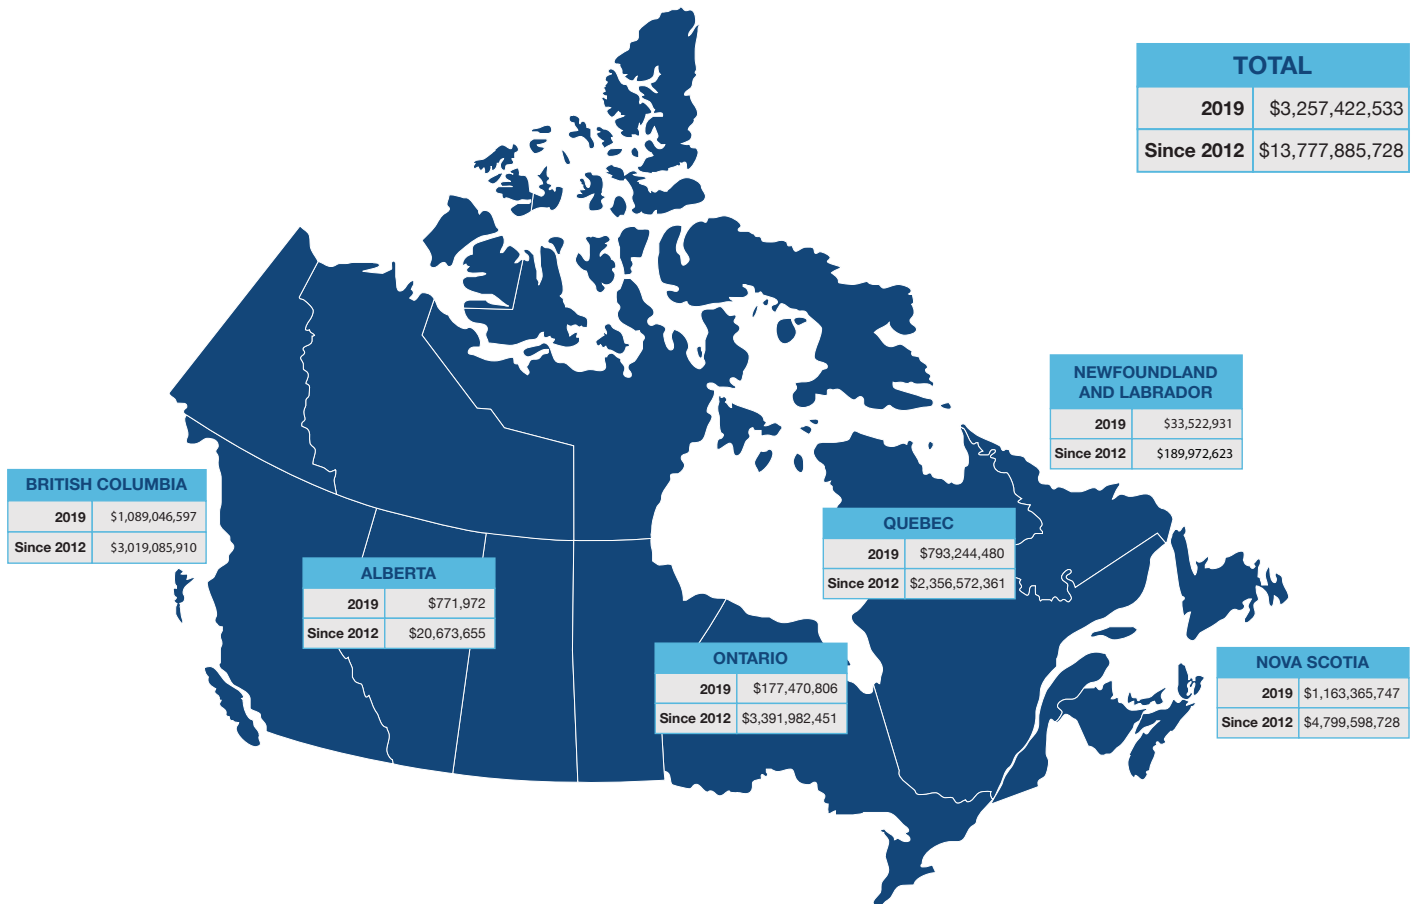 TOTAL
2019 $3,257,422,533
Since 2012 $13,777,885,728
NEWFOUNDLAND
AND LABRADOR
2019 $33,522,931
Since 2012 $189,972,623
BRITISH COLUMBIA
2019 $1,089,046,597
Since 2012 $3,019,085,910
QUEBEC
2019 $793,244,480
Since 2012 $2,356,572,361
ALBERTA
2019 $771,972
Since 2012 $20,673,655
ONTARIO
2019 $177,470,806
Since 2012 $3,391,982,451
NOVA SCOTIA
2019 $1,163,365,747
Since 2012 $4,799,598,728